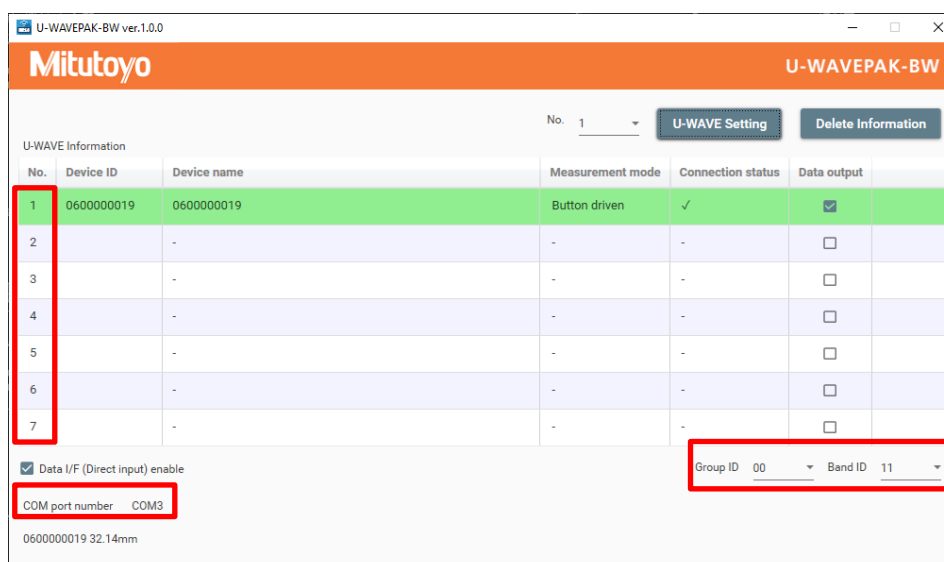 U-WAVEPAK-BW ver.1.0.0
Mitutoyo U-WAVEPAK-BW
No. 1 U-WAVE Setting Delete Information
U-WAVE Information
No. Device ID Device name Measurement mode Connection status Data output
1 0600000019 0600000019 Button driven ✓
2 - - -
3 - - -
4 - - -
5 - - -
6 - - -
7 - - -
Data I/F (Direct input) enable Group ID 00 Band ID 11
COM port number COM3
0600000019 32.14mm